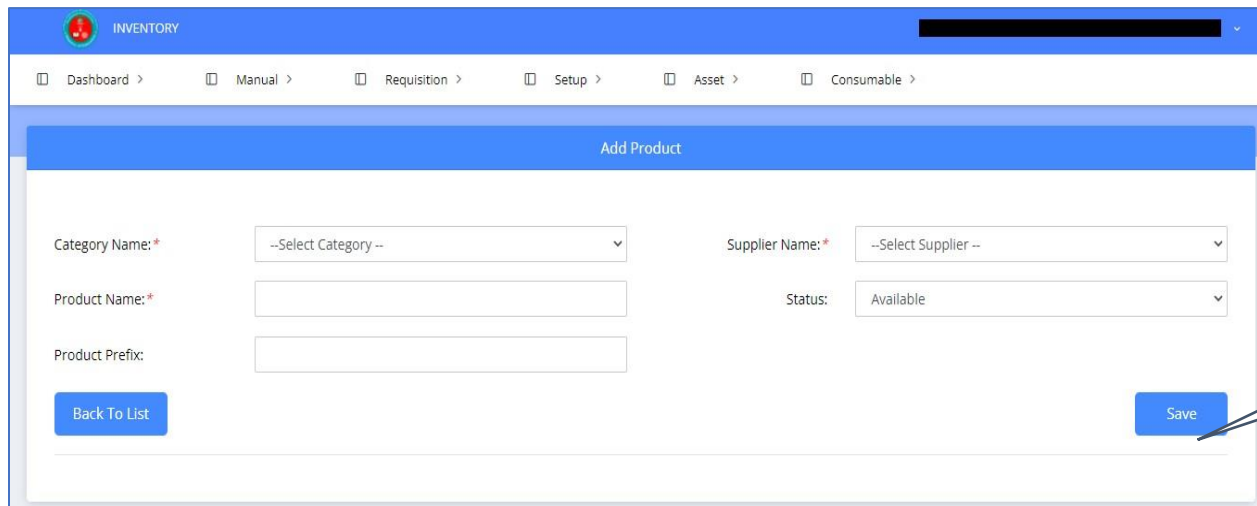 INVENTORY
Dashboard > Manual > Requisition > Setup > Asset > Consumable >
Add Product
Category Name:* --Select Category -- Supplier Name:* --Select Supplier --
Product Name:* Status: Available
Product Prefix:
Back To List Save